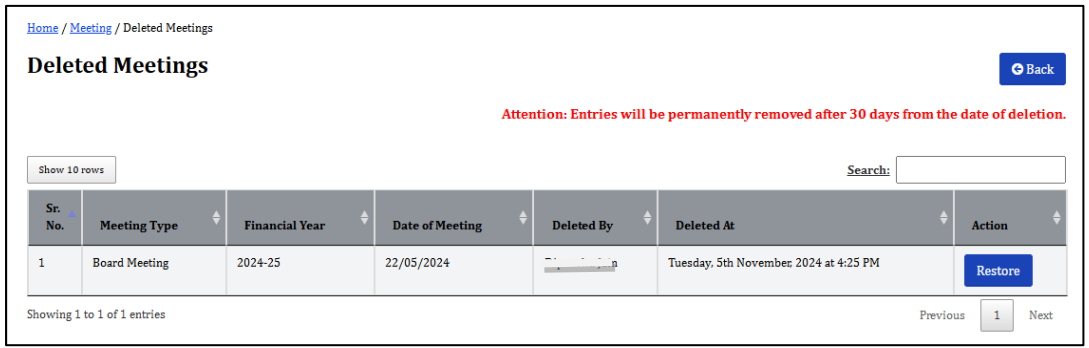 Home / Meeting / Deleted Meetings
Deleted Meetings
Back
Attention: Entries will be permanently removed after 30 days from the date of deletion.
Show 10 rows
Search:
Sr. No. Meeting Type Financial Year Date of Meeting Deleted By Deleted At Action
1 Board Meeting 2024-25 22/05/2024 Tuesday, 5th November, 2024 at 4:25 PM Restore
Showing 1 to 1 of 1 entries
Previous 1 Next